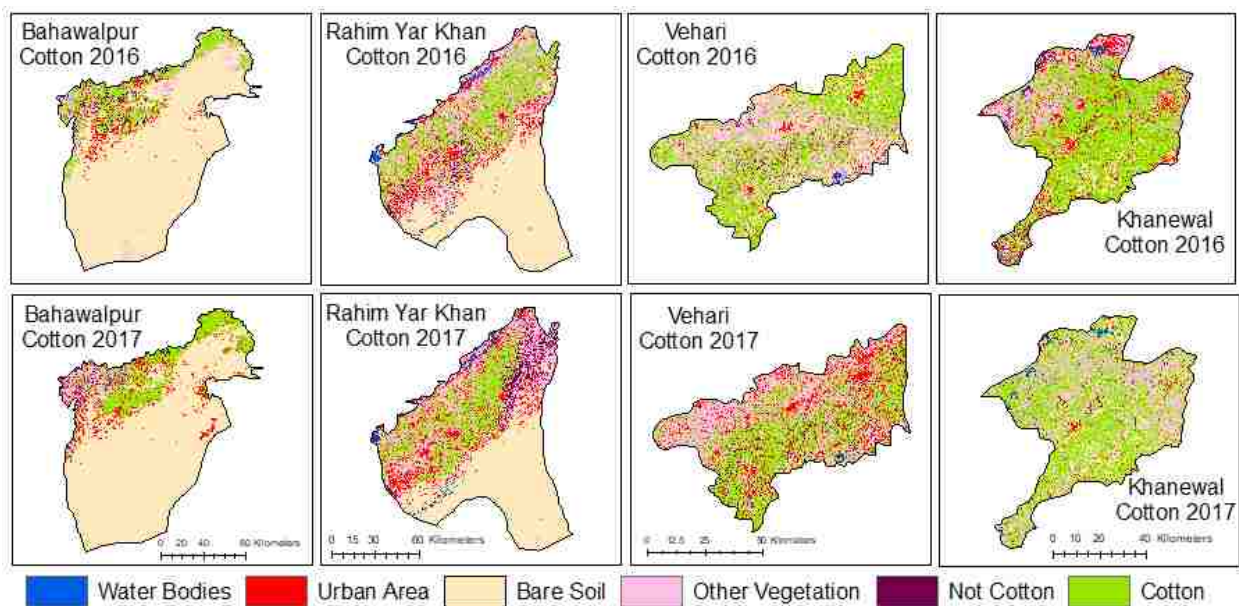 Bahawalpur
Cotton 2016
Rahim Yar Khan
Cotton 2016
Vehari
Cotton 2016
Khanewal
Cotton 2016
Bahawalpur
Cotton 2017
0 20 40 80 Kilometers
Rahim Yar Khan
Cotton 2017
0 15 30 60 Kilometers
Vehari
Cotton 2017
0 12.5 25 50 Kilometers
Khanewal
Cotton 2017
0 10 20 40 Kilometers
Water Bodies Urban Area Bare Soil Other Vegetation Not Cotton Cotton